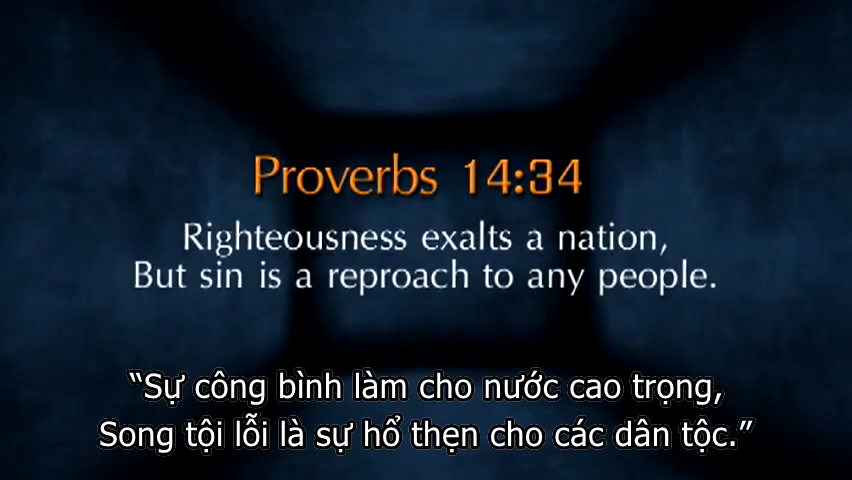 Proverbs 14:34
Righteousness exalts a nation,
But sin is a reproach to any people.
“Sự công bình làm cho nước cao trọng,
Song tội lỗi là sự hổ thẹn cho các dân tộc.”